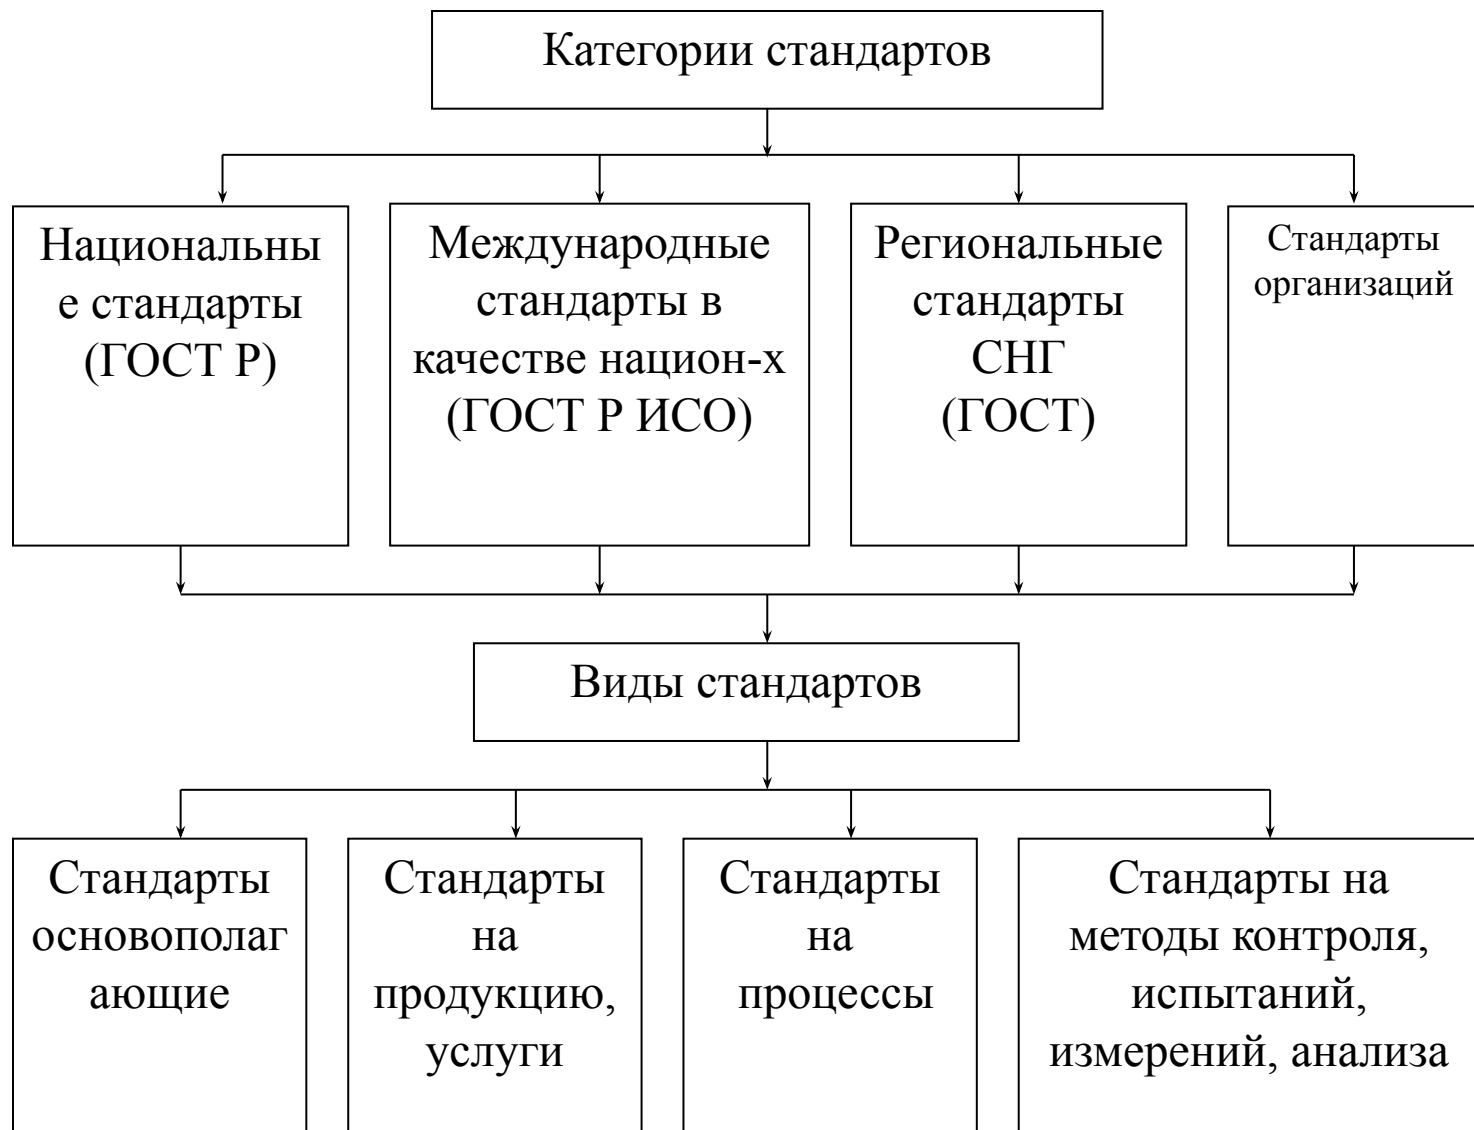 Категории стандартов
Национальны
е стандарты
(ГОСТ Р)
Международные
стандарты в
качестве национ-х
(ГОСТ Р ИСО)
Региональные
стандарты
СНГ
(ГОСТ)
Стандарты
организаций
Виды стандартов
Стандарты
основополаг
ающие
Стандарты
на
продукцию,
услуги
Стандарты
на
процессы
Стандарты на
методы контроля,
испытаний,
измерений, анализа